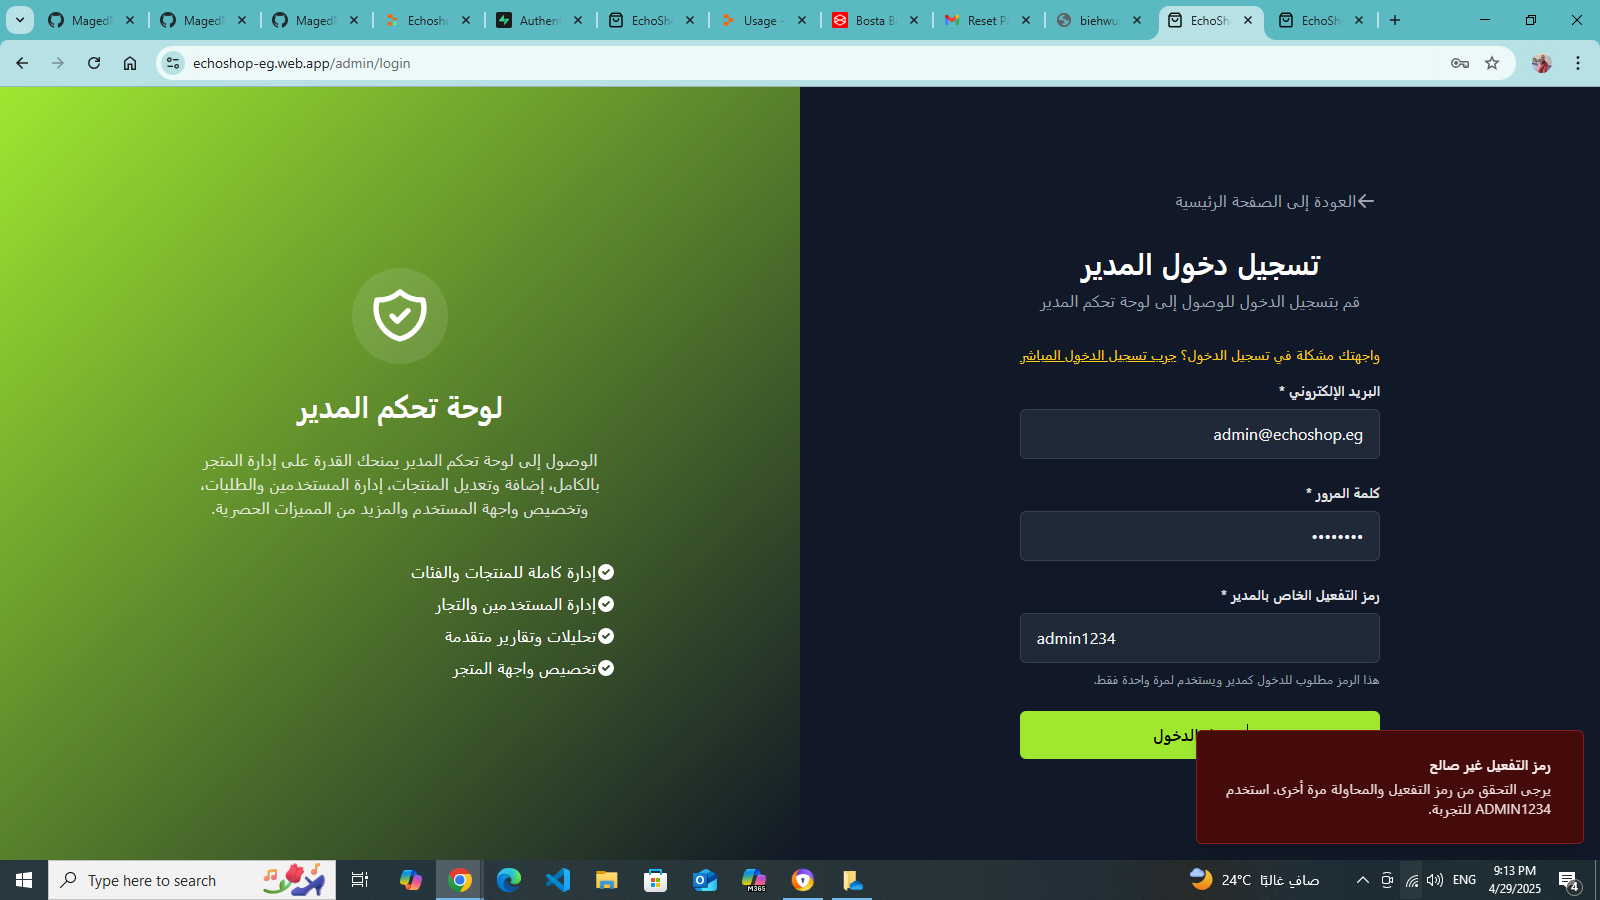 Maged
Maged
Maged
Echosho
Authent
EchoSho
Usage -
Bosta B
Reset P
biehwu
EchoSh
EchoSh
echoshop-eg.web.app/admin/login
العودة إلى الصفحة الرئيسية
تسجيل دخول المدير
قم بتسجيل الدخول للوصول إلى لوحة تحكم المدير
واجهتك مشكلة في تسجيل الدخول؟ جرب تسجيل الدخول المباشر
البريد الإلكتروني *
admin@echoshop.eg
كلمة المرور *
••••••••
رمز التفعيل الخاص بالمدير *
admin1234
هذا الرمز مطلوب للدخول كمدير ويستخدم لمرة واحدة فقط.
الدخول
رمز التفعيل غير صالح
يرجى التحقق من رمز التفعيل والمحاولة مرة أخرى. استخدم
ADMIN1234 للتجربة.
لوحة تحكم المدير
الوصول إلى لوحة تحكم المدير يمنحك القدرة على إدارة المتجر
بالكامل، إضافة وتعديل المنتجات، إدارة المستخدمين والطلبات،
وتخصيص واجهة المستخدم والمزيد من المميزات الحصرية.
إدارة كاملة للمنتجات والفئات
إدارة المستخدمين والتجار
تحليلات وتقارير متقدمة
تخصيص واجهة المتجر
Type here to search
M365
24°C صافٍ غالبًا
ENG
9:13 PM
4/29/2025
4